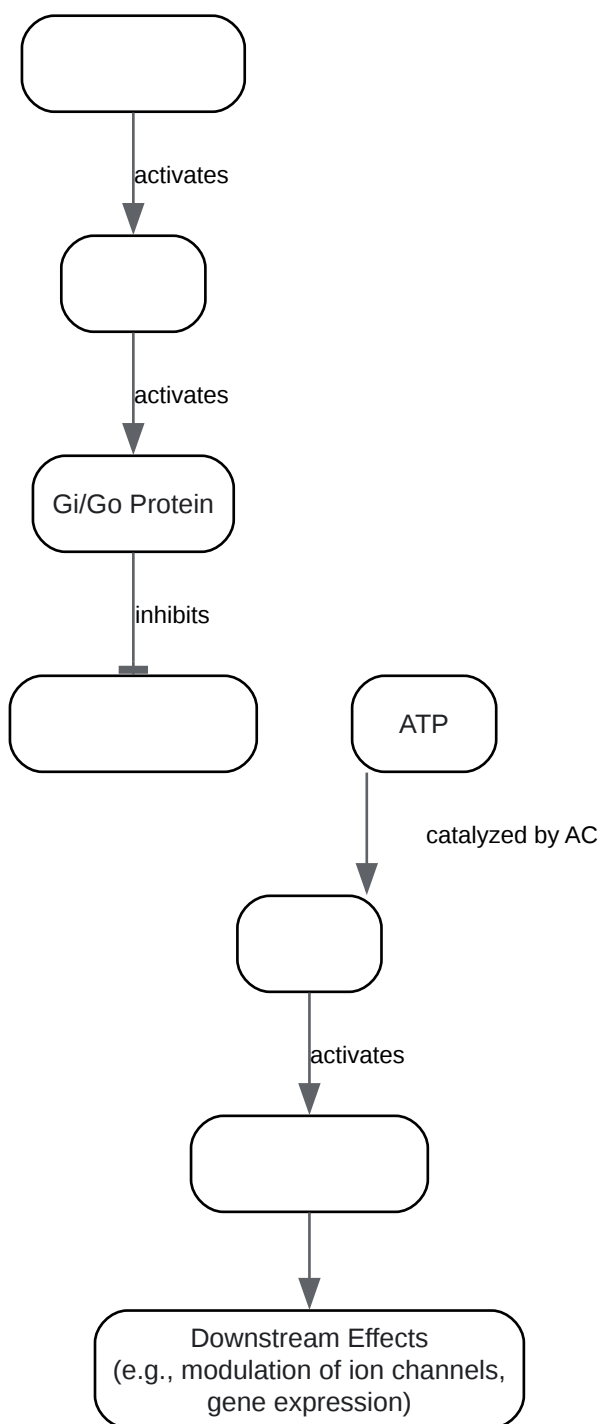 activates
activates
Gi/Go Protein
inhibits
ATP
catalyzed by AC
activates
Downstream Effects
(e.g., modulation of ion channels,
gene expression)